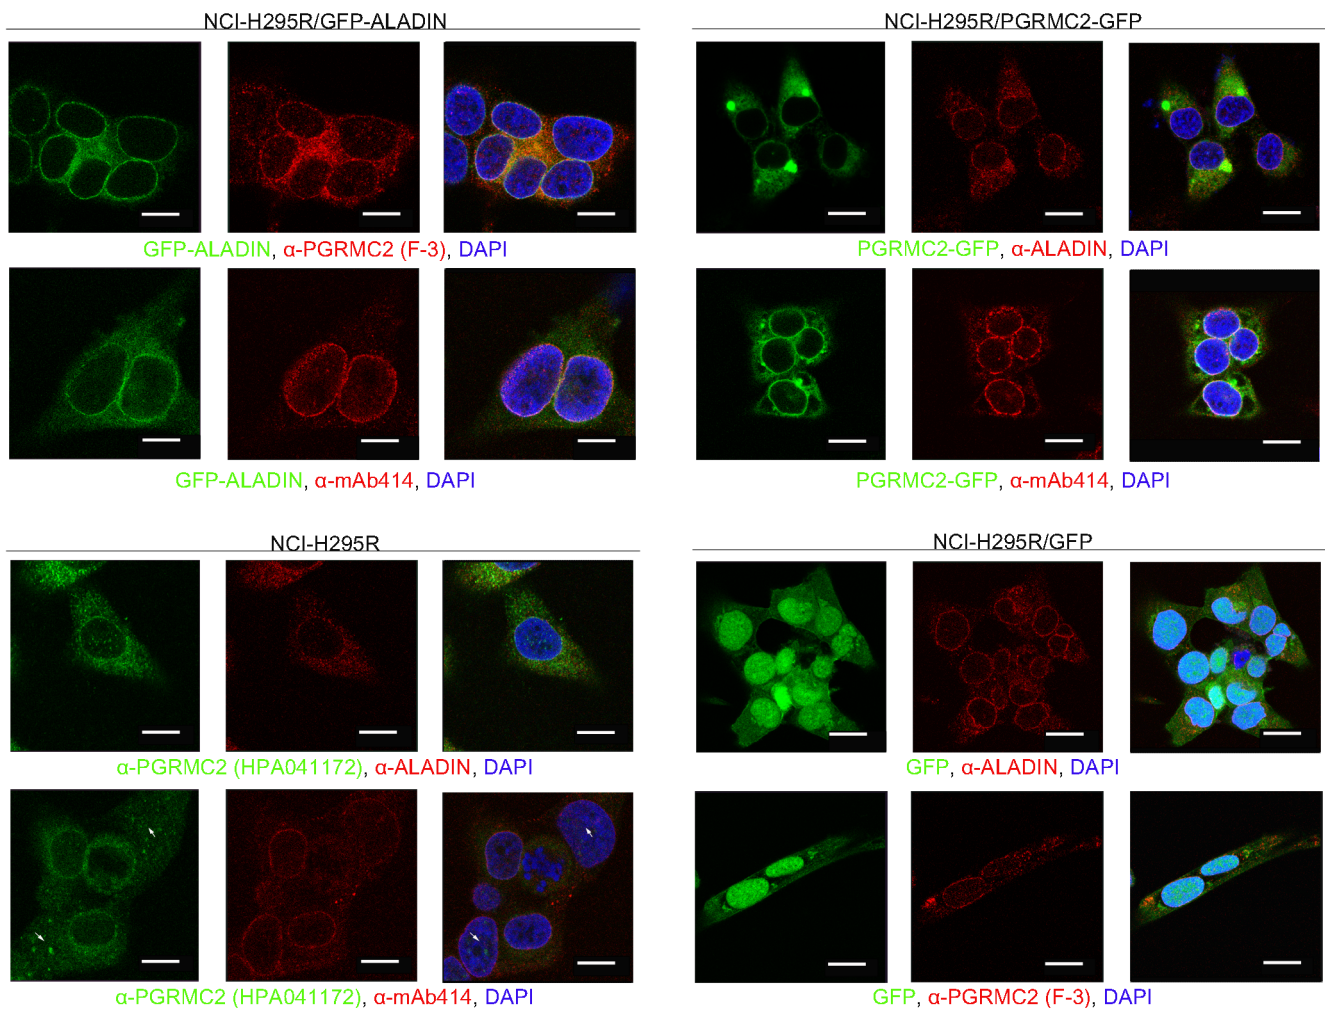 NCI-H295R/GFP-ALADIN
NCI-H295R/PGRMC2-GFP
GFP-ALADIN, α-PGRMC2 (F-3), DAPI
PGRMC2-GFP, α-ALADIN, DAPI
GFP-ALADIN, α-mAb414, DAPI
PGRMC2-GFP, α-mAb414, DAPI
NCI-H295R
NCI-H295R/GFP
α-PGRMC2 (HPA041172), α-ALADIN, DAPI
GFP, α-ALADIN, DAPI
α-PGRMC2 (HPA041172), α-mAb414, DAPI
GFP, α-PGRMC2 (F-3), DAPI